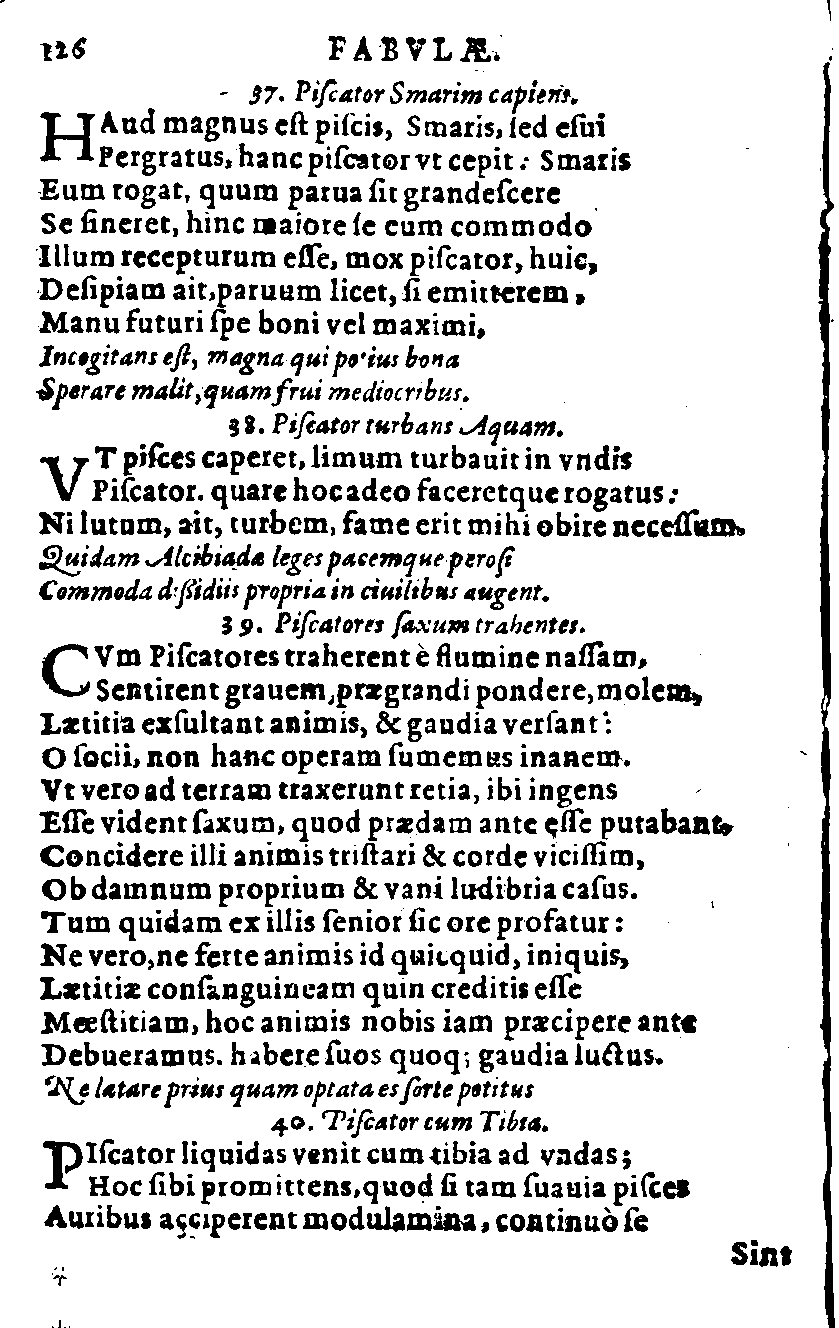 126 FABVLÆ.
37. Piſcator Smarim capiens.
HAud magnus eſt piſcis, Smaris, ſed eſui
Pergratus, hanc piſcator vt cepit: Smaris
Eum rogat, quum parua ſit grandeſcere
Se ſineret, hinc maiore ſe cum commodo
Illum recepturum eſſe, mox piſcator, huic,
Deſipiam ait, paruum licet, ſi emitterem,
Manu futuri ſpe boni vel maximi,
Incogitans eſt, magna qui potius bona
Sperare malit, quam frui mediocribus.
38. Piſcator turbans Aquam.
VT piſces caperet, limum turbauit in vndis
Piſcator. quare hoc adeo faceretque rogatus:
Ni lutum, ait, turbem, fame erit mihi obire neceſſum.
Quidam Alcibiadæ leges pacemque peroſi
Commoda diſſidiis propria in ciuilibus augent.
39. Piſcatores ſaxum trahentes.
CVm Piſcatores traherent è flumine naſſam,
Sentirent grauem, prægrandi pondere, molem,
Lætitia exſultant animis, & gaudia verſant:
O ſocii, non hanc operam ſumemus inanem.
Vt vero ad terram traxerunt retia, ibi ingens
Eſſe vident ſaxum, quod prædam ante eſſe putabant,
Concidere illi animis triſtari & corde viciſſim,
Ob damnum proprium & vani ludibria caſus.
Tum quidam ex illis ſenior ſic ore profatur:
Ne vero, ne ferte animis id quicquid, iniquis,
Lætitiæ conſanguineam quin creditis eſſe
Mœſtitiam, hoc animis nobis iam præcipere ante
Debueramus. habere ſuos quoq; gaudia luctus.
Ne lætare prius quam optata es ſorte potitus
40. Piſcator cum Tibia.
PIſcator liquidas venit cum tibia ad vndas;
Hoc ſibi promittens, quod ſi tam ſuauia piſces
Auribus acciperent modulamina, continuò ſe
Sint